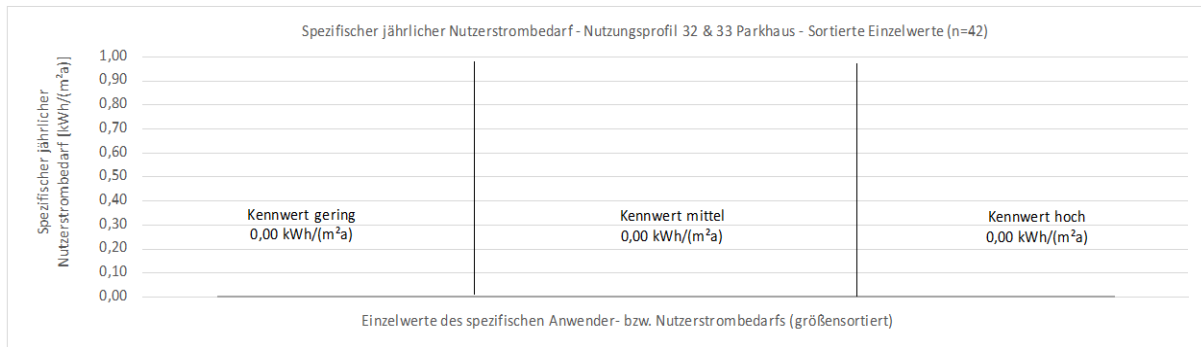 Spezifischer jährlicher Nutzerstrombedarf - Nutzungsprofil 32 & 33 Parkhaus - Sortierte Einzelwerte (n=42)
Spezifischer jährlicher
Nutzerstrombedarf [kWh/(m²a)]
1,00
0,90
0,80
0,70
0,60
0,50
0,40
0,30
0,20
0,10
0,00
Kennwert gering
0,00 kWh/(m²a)
Kennwert mittel
0,00 kWh/(m²a)
Kennwert hoch
0,00 kWh/(m²a)
Einzelwerte des spezifischen Anwender- bzw. Nutzerstrombedarfs (größensortiert)